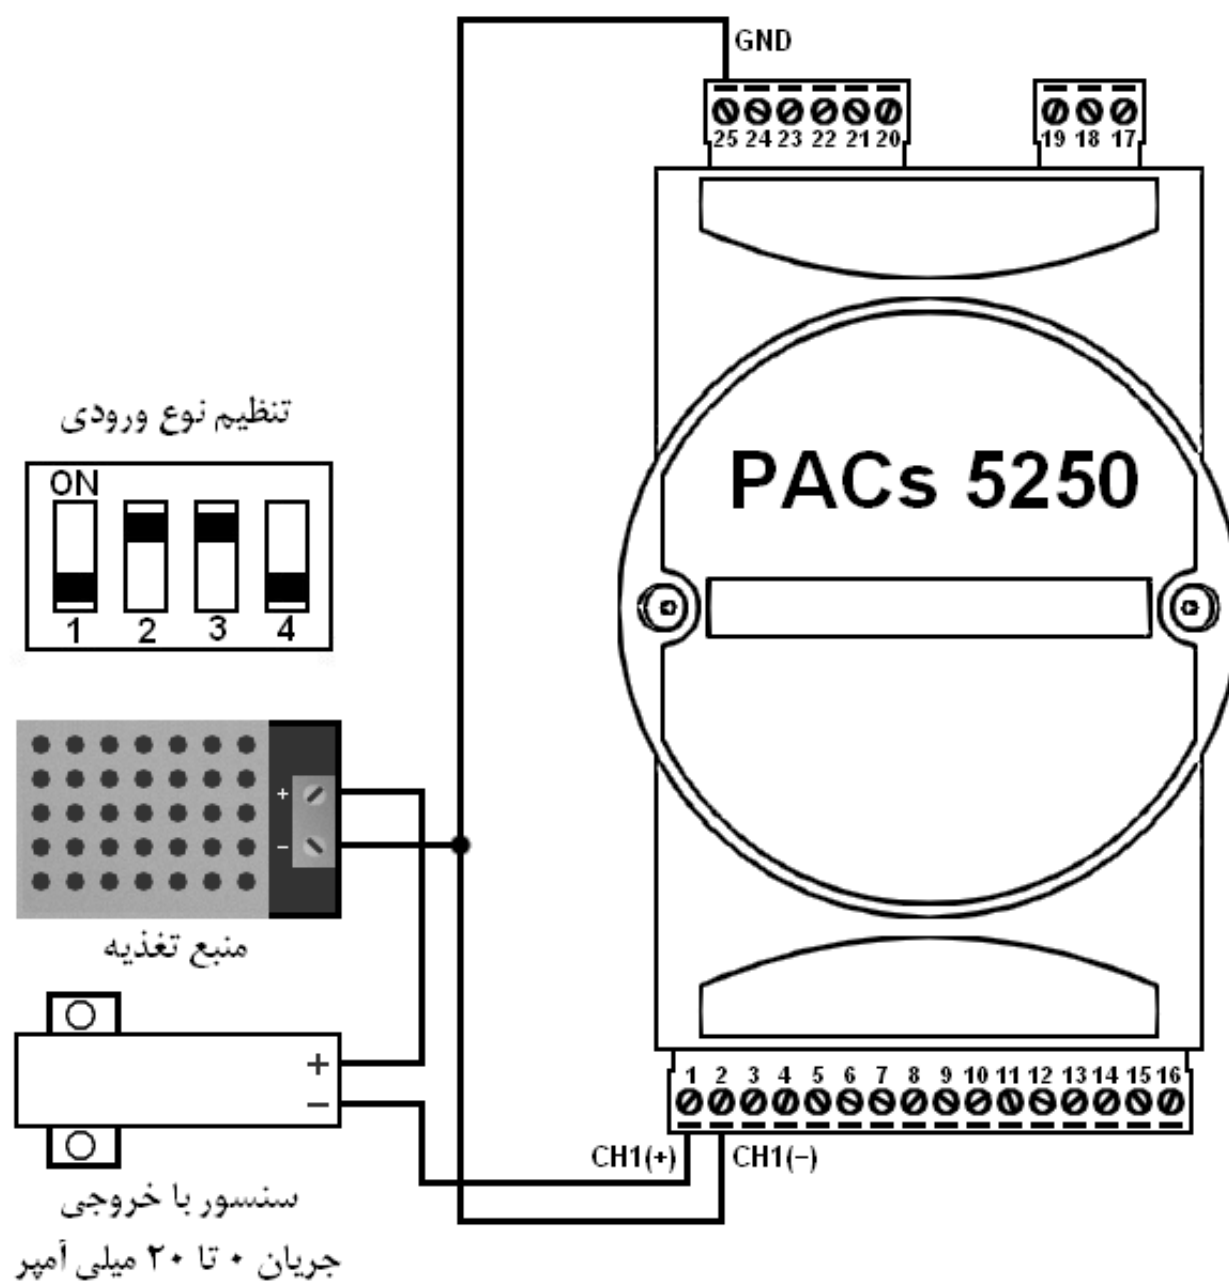 GND
25 24 23 22 21 20
19 18 17
تنظیم نوع ورودی
ON
1 2 3 4
PACs 5250
+
−
منبع تغذیه
+
−
1 2 3 4 5 6 7 8 9 10 11 12 13 14 15 16
CH1(+)
CH1(−)
سنسور با خروجی
جریان ۰ تا ۲۰ میلی آمپر